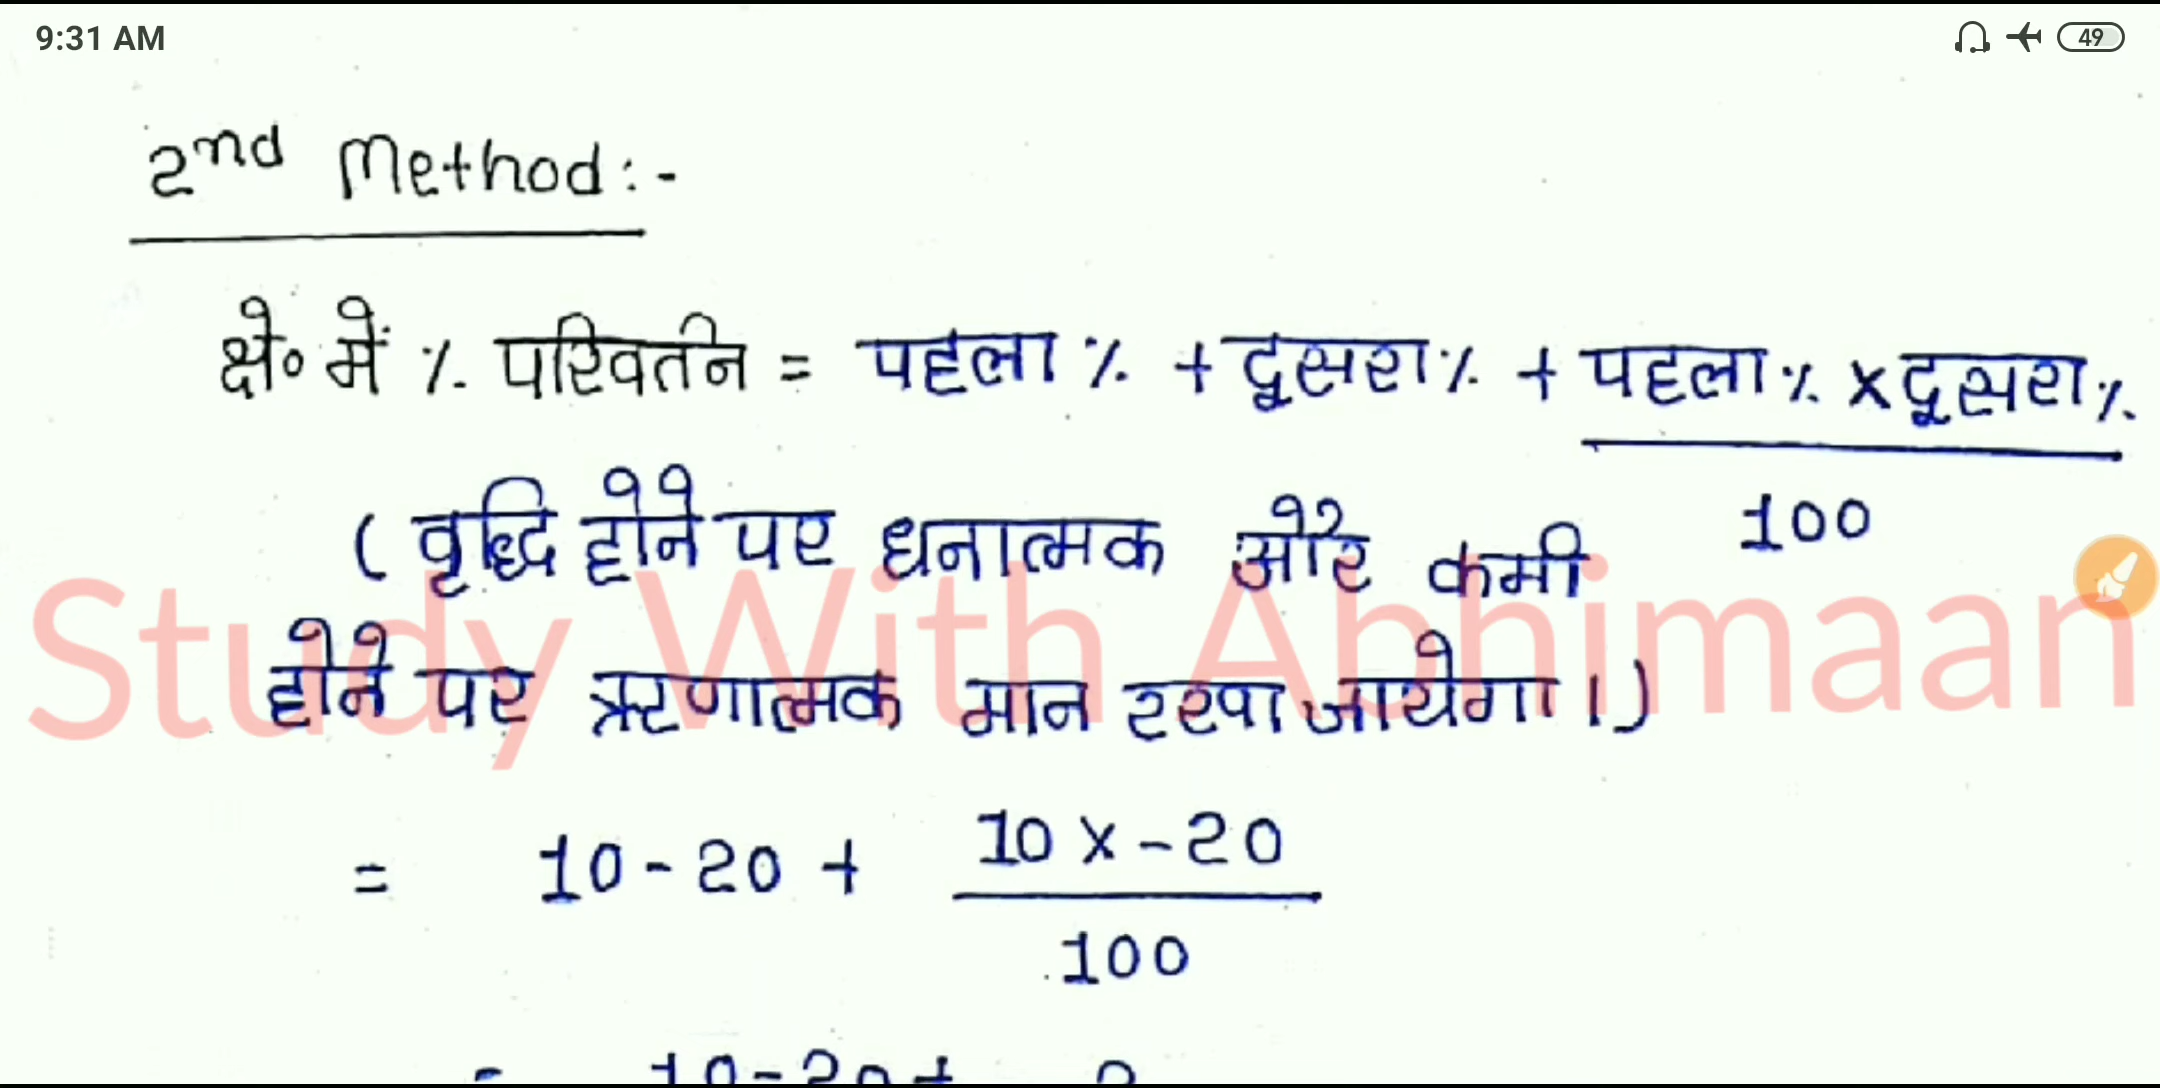 9:31 AM
49
2nd Method:-
क्षे० में % परिवर्तन = पहला % + दूसरा % + पहला % × दूसरा %
100
( वृद्धि होने पर धनात्मक और कमी
होने पर ऋणात्मक मान रखा जायेगा।)
Study With Abhimaan
= 10 - 20 + 10 × -20
100